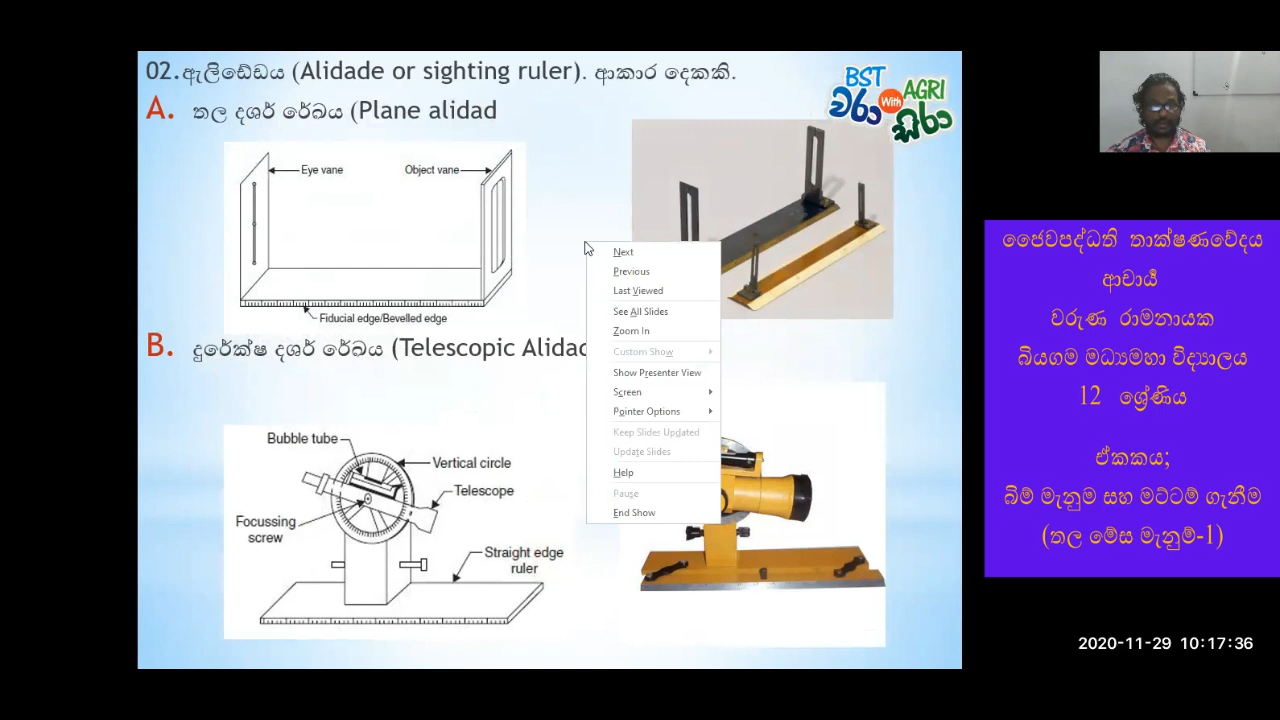 02.ඇලිඩේඩය (Alidade or sighting ruler). ආකාර දෙකකි.
A. තල දශර් රේඛය (Plane alidad
BST
වරා With AGRI
සිරා
Eye vane
Object vane
Fiducial edge/Bevelled edge
B. දුරේක්ෂ දශර් රේඛය (Telescopic Alidad
Bubble tube
Vertical circle
Telescope
Focussing
screw
Straight edge
ruler
Next
Previous
Last Viewed
See All Slides
Zoom In
Custom Show
Show Presenter View
Screen
Pointer Options
Keep Slides Updated
Update Slides
Help
Pause
End Show
ජෛවපද්ධති තාක්ෂණවේදය
ආචාර්‍ය
වරුණ රාමනායක
බියගම මධ්‍යමහා විද්‍යාලය
12 ශ්‍රේණිය
ඒකකය;
බිම් මැනුම සහ මට්ටම් ගැනීම
(තල මේස මැනුම්-1)
2020-11-29 10:17:36